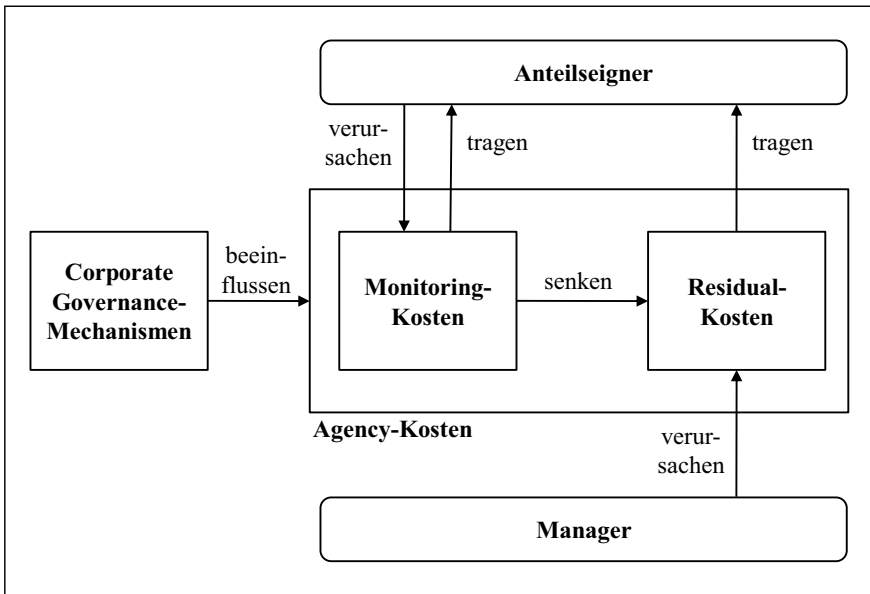 Anteilseigner
verur-
sachen
tragen
tragen
Corporate
Governance-
Mechanismen
beein-
flussen
Monitoring-
Kosten
senken
Residual-
Kosten
Agency-Kosten
verur-
sachen
Manager